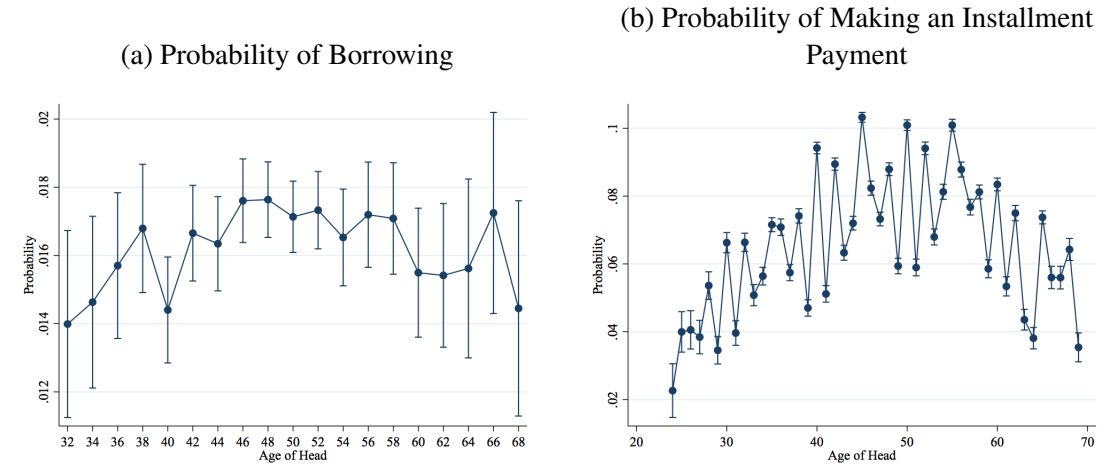 (a) Probability of Borrowing
Probability
.02
.018
.016
.014
.012
32 34 36 38 40 42 44 46 48 50 52 54 56 58 60 62 64 66 68
Age of Head
(b) Probability of Making an Installment
Payment
Probability
.1
.08
.06
.04
.02
20 30 40 50 60 70
Age of Head